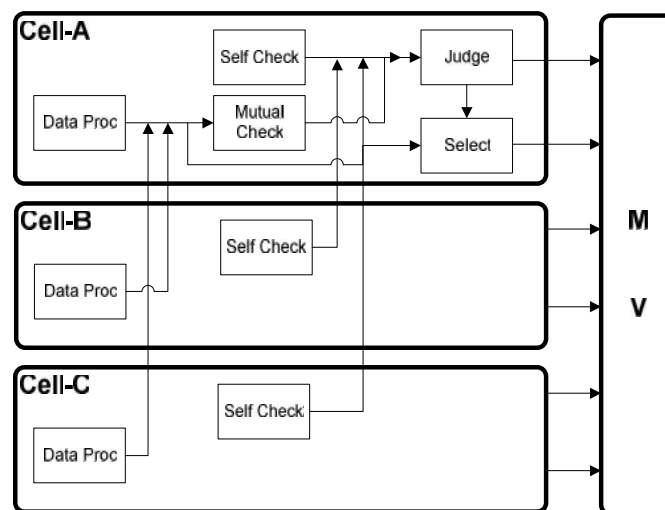 Cell-A
Self Check
Judge
Data Proc
Mutual
Check
Select
Cell-B
Self Check
Data Proc
Cell-C
Self Check
Data Proc
M
V